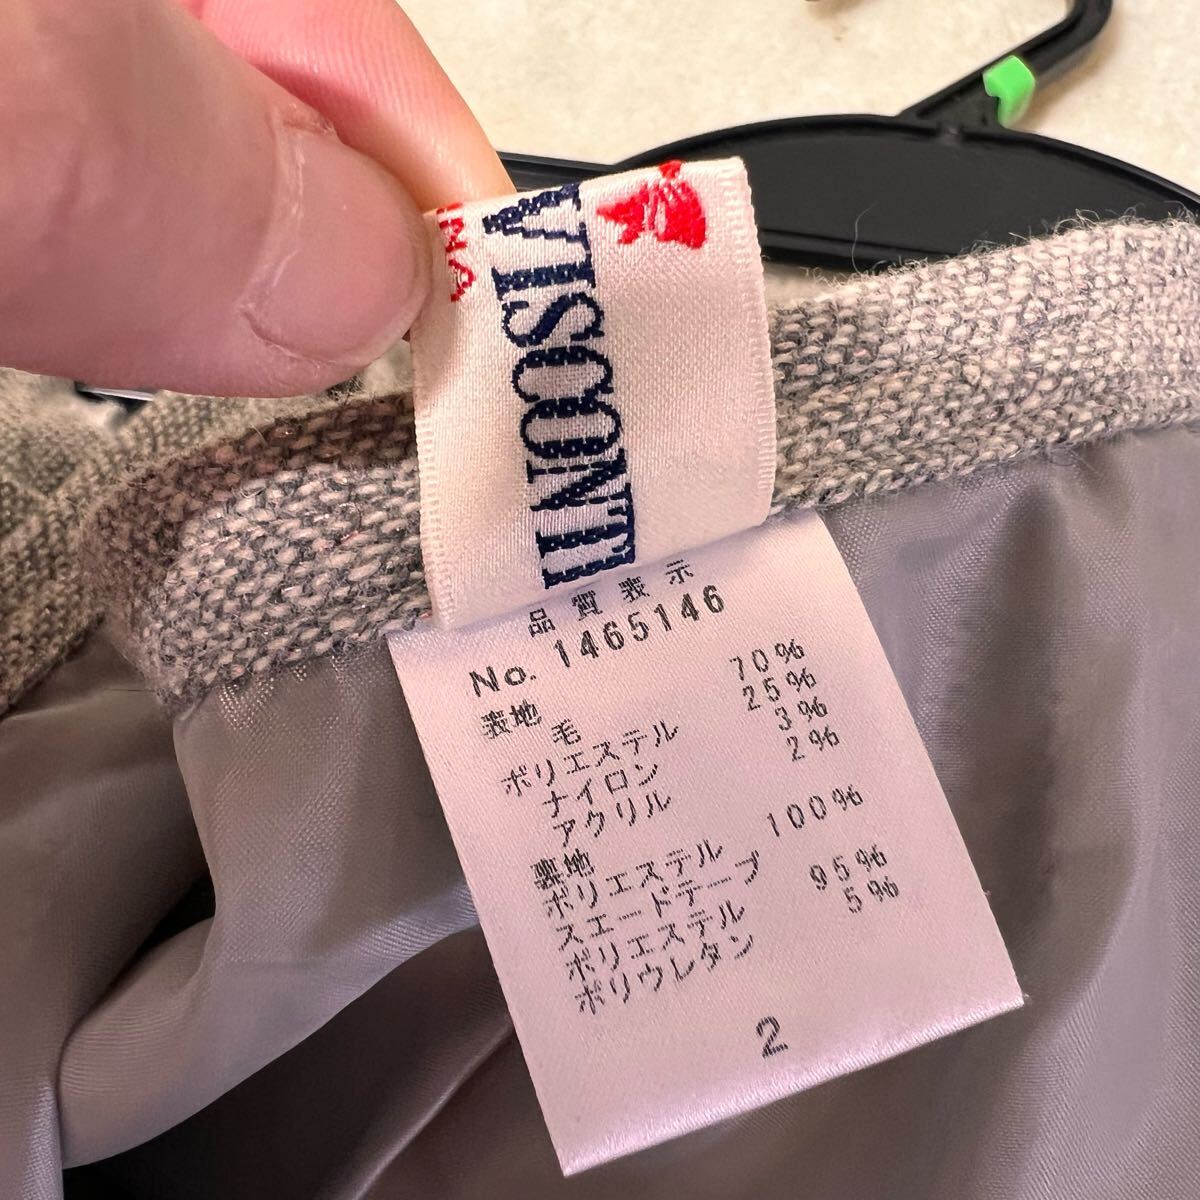 VISCONTI
品質表示
No. 1465146
表地
毛 70%
ポリエステル 25%
ナイロン 3%
アクリル 2%
裏地
ポリエステル 100%
スエードテープ
ポリエステル 95%
ポリウレタン 5%
2